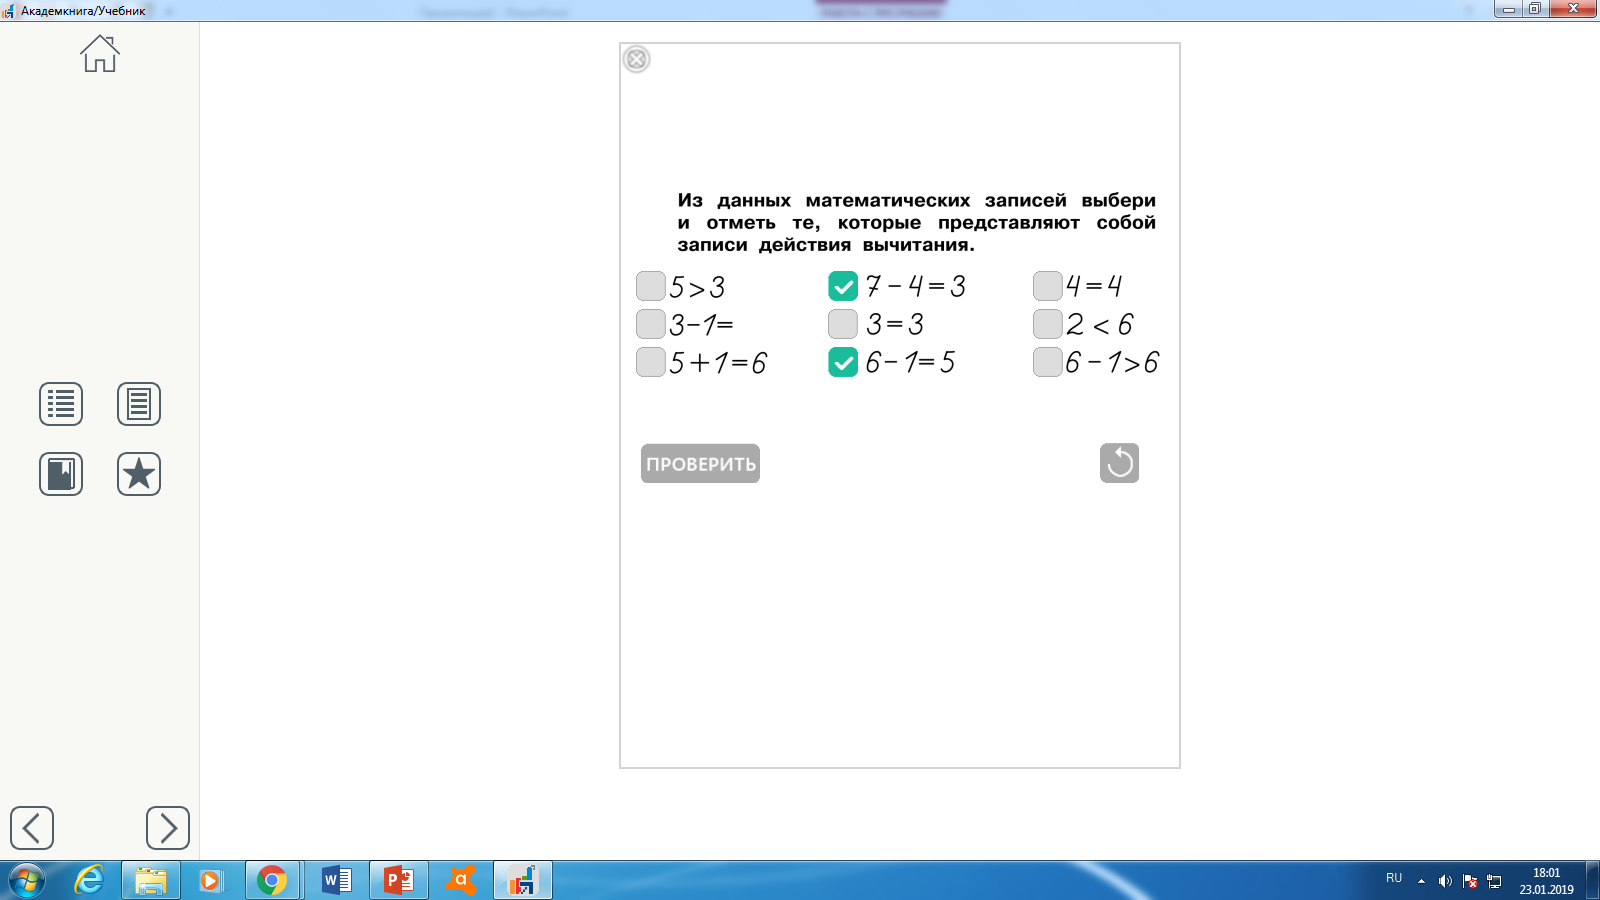 Академкнига/Учебник
Из данных математических записей выбери
и отметь те, которые представляют собой
записи действия вычитания.
5 > 3 7 - 4 = 3 4 = 4
3 - 1 = 3 = 3 2 < 6
5 + 1 = 6 6 - 1 = 5 6 - 1 > 6
ПРОВЕРИТЬ
RU 18:01
23.01.2019